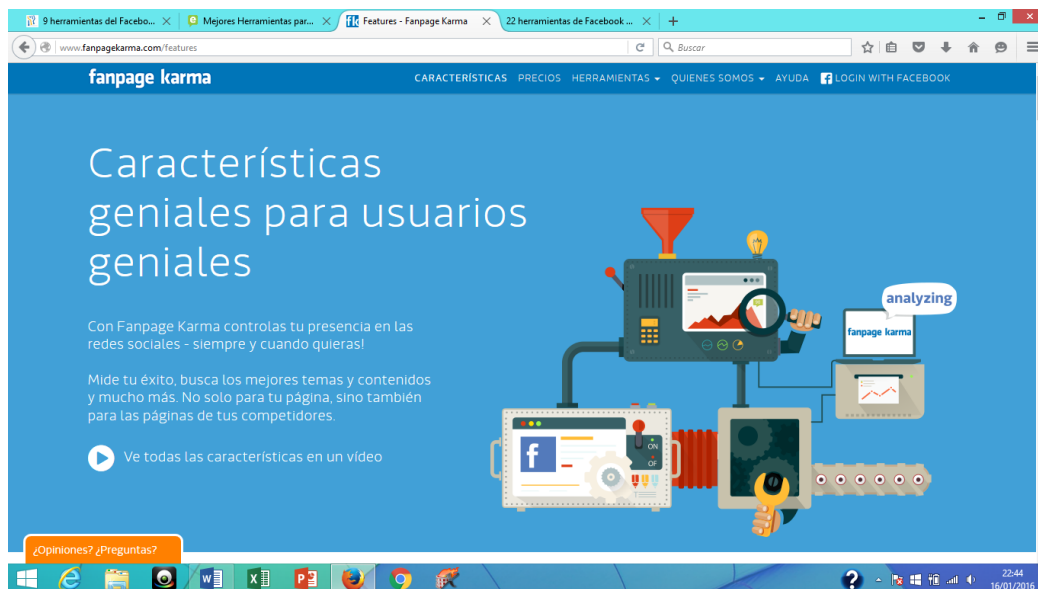 9 herramientas del Facebo...
Mejores Herramientas par...
Features - Fanpage Karma
22 herramientas de Facebook ...
www.fanpagekarma.com/features
Buscar
fanpage karma
CARACTERÍSTICAS PRECIOS HERRAMIENTAS QUIENES SOMOS AYUDA LOGIN WITH FACEBOOK
Características
geniales para usuarios
geniales
Con Fanpage Karma controlas tu presencia en las
redes sociales - siempre y cuando quieras!
Mide tu éxito, busca los mejores temas y contenidos
y mucho más. No solo para tu página, sino también
para las páginas de tus competidores.
Ve todas las características en un vídeo
analyzing
fanpage karma
f
ON
OF
¿Opiniones? ¿Preguntas?
22:44
16/01/2016